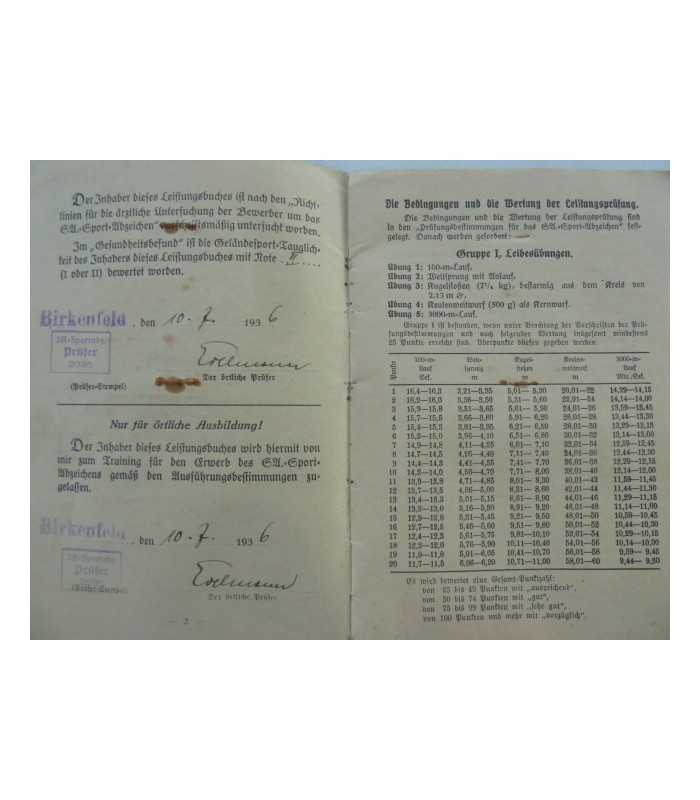 Der Inhaber dieses Leistungsbuches ist nach den „Richt-
linien für die ärztliche Untersuchung der Bewerber um das
SA.-Sport-Abzeichen“ vorschriftsmäßig untersucht worden.
Im „Gesundheitsbefund“ ist die Geländesport-Tauglich-
keit des Inhabers dieses Leistungsbuches mit Note II
(I oder II) bewertet worden.
Birkenfeld, den 10. 7. 1936
SA-Sportabz.
Prüfer
2036
Edelmann
(Prüfer-Stempel) Der örtliche Prüfer
Nur für örtliche Ausbildung!
Der Inhaber dieses Leistungsbuches wird hiermit von
mir zum Training für den Erwerb des SA.-Sport-
Abzeichens gemäß den Ausführungsbestimmungen zu-
gelassen.
Birkenfeld, den 10. 7. 1936
SA-Sportabz.
Prüfer
2036
Edelmann
(Prüfer-Stempel) Der örtliche Prüfer
— 2 —
Die Bedingungen und die Wertung der Leistungsprüfung.
Die Bedingungen und die Wertung der Leistungsprüfung sind
in den „Prüfungsbestimmungen für das SA.-Sport-Abzeichen“ fest-
gelegt. Danach werden gefordert:
Gruppe I, Leibesübungen.
Übung 1: 100-m-Lauf.
Übung 2: Weitsprung mit Anlauf.
Übung 3: Kugelstoßen (7¼ kg), bestarmig aus dem Kreis von
2,13 m
Übung 4: Keulenweitwurf (500 g) als Kernwurf.
Übung 5: 3000-m-Lauf.
Gruppe I ist bestanden, wenn unter Beachtung der Vorschriften der Prü-
fungsbestimmungen und nach folgender Wertung insgesamt mindestens
25 Punkte erreicht sind. Überpunkte dürfen gegeben werden.
Punkte 100-m-Lauf Sek. Weitsprung m Kugelstoßen m Keulenweitwurf m 3000-m-Lauf Min./Sek.
1 16,4—16,3 3,21—3,35 5,01— 5,30 20,01—22 14,29—14,15
2 16,2—16,0 3,36—3,50 5,31— 5,60 22,01—24 14,14—14,00
3 15,9—15,8 3,51—3,65 5,61— 5,90 24,01—26 13,59—13,45
4 15,7—15,5 3,66—3,80 5,91— 6,20 26,01—28 13,44—13,30
5 15,4—15,3 3,81—3,95 6,21— 6,50 28,01—30 13,29—13,15
6 15,2—15,0 3,96—4,10 6,51— 6,80 30,01—32 13,14—13,00
7 14,9—14,8 4,11—4,25 6,81— 7,10 32,01—34 12,59—12,45
8 14,7—14,5 4,26—4,40 7,11— 7,40 34,01—36 12,44—12,30
9 14,4—14,3 4,41—4,55 7,41— 7,70 36,01—38 12,29—12,15
10 14,2—14,0 4,56—4,70 7,71— 8,00 38,01—40 12,14—12,00
11 13,9—13,8 4,71—4,85 8,01— 8,30 40,01—42 11,59—11,45
12 13,7—13,5 4,86—5,00 8,31— 8,60 42,01—44 11,44—11,30
13 13,4—13,3 5,01—5,15 8,61— 8,90 44,01—46 11,29—11,15
14 13,2—13,0 5,16—5,30 8,91— 9,20 46,01—48 11,14—11,00
15 12,9—12,8 5,31—5,45 9,21— 9,50 48,01—50 10,59—10,45
16 12,7—12,5 5,46—5,60 9,51— 9,80 50,01—52 10,44—10,30
17 12,4—12,3 5,61—5,75 9,81—10,10 52,01—54 10,29—10,15
18 12,2—12,0 5,76—5,90 10,11—10,40 54,01—56 10,14—10,00
19 11,9—11,8 5,91—6,05 10,41—10,70 56,01—58 9,59— 9,45
20 11,7—11,5 6,06—6,20 10,71—11,00 58,01—60 9,44— 9,30
Es wird bewertet eine Gesamt-Punktzahl:
von 25 bis 49 Punkten mit „ausreichend“,
von 50 bis 74 Punkten mit „gut“,
von 75 bis 99 Punkten mit „sehr gut“,
von 100 Punkten und mehr mit „vorzüglich“.